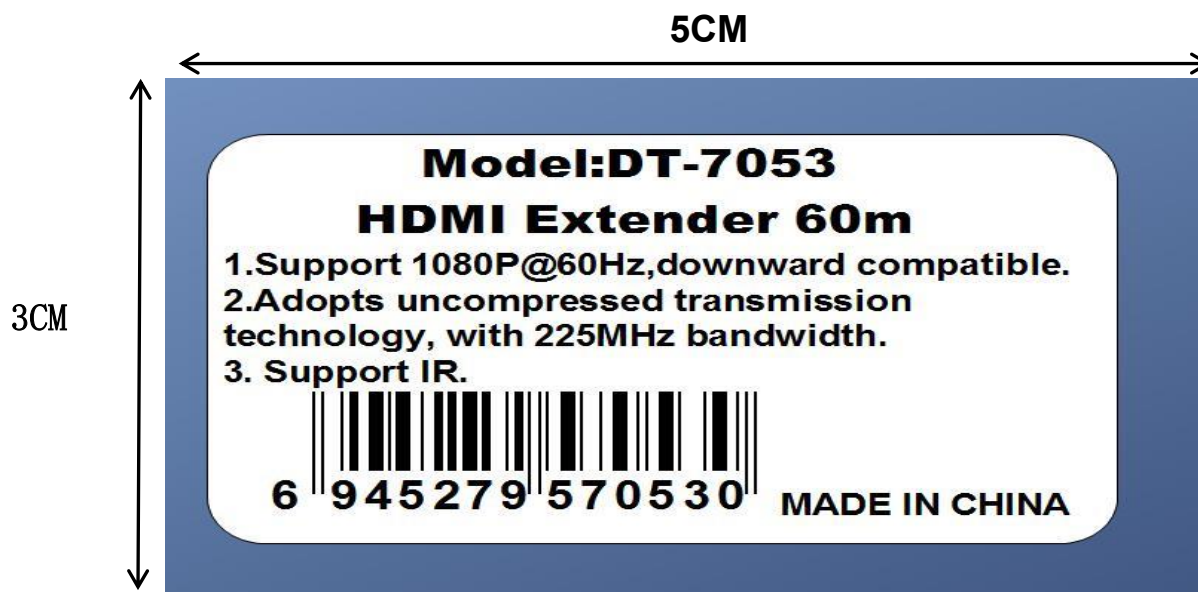 5CM
3CM
Model:DT-7053
HDMI Extender 60m
1.Support 1080P@60Hz,downward compatible.
2.Adopts uncompressed transmission
technology, with 225MHz bandwidth.
3. Support IR.
6 945279 570530
MADE IN CHINA